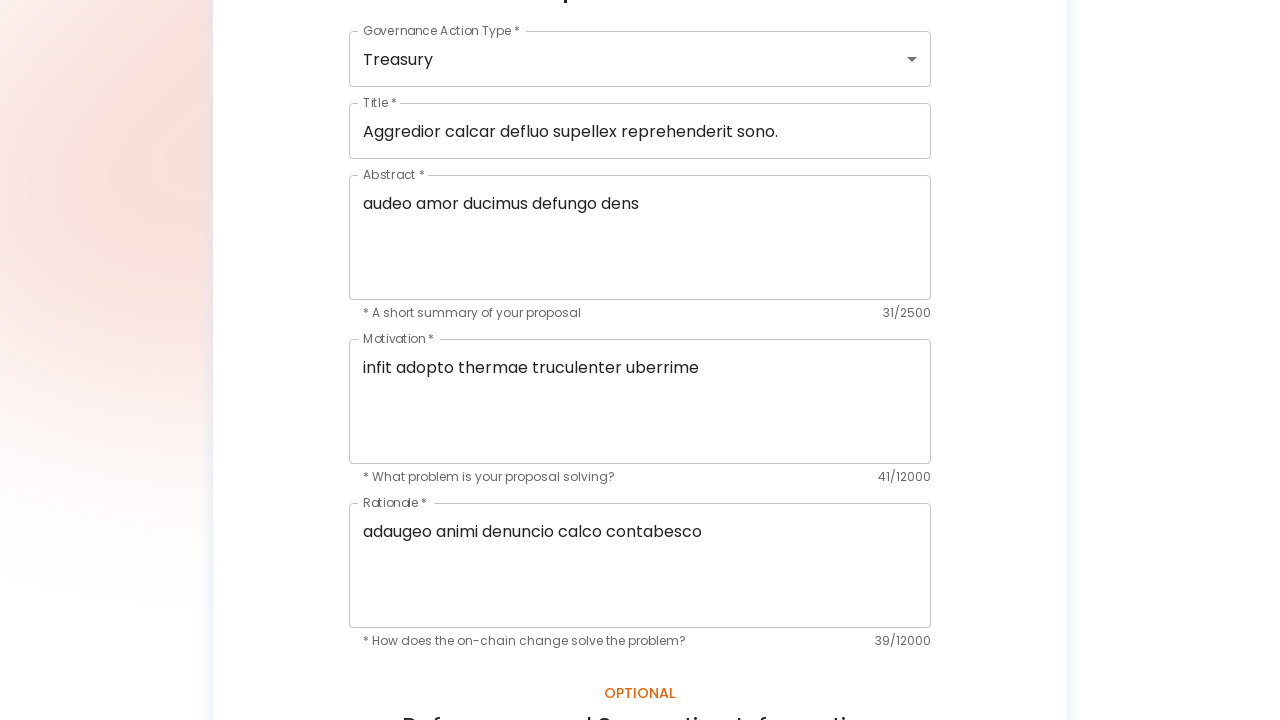 Governance Action Type *
Treasury
Title *
Aggredior calcar defluo supellex reprehenderit sono.
Abstract *
audeo amor ducimus defungo dens
* A short summary of your proposal 31/2500
Motivation *
infit adopto thermae truculenter uberrime
* What problem is your proposal solving? 41/12000
Rationale *
adaugeo animi denuncio calco contabesco
* How does the on-chain change solve the problem? 39/12000
OPTIONAL